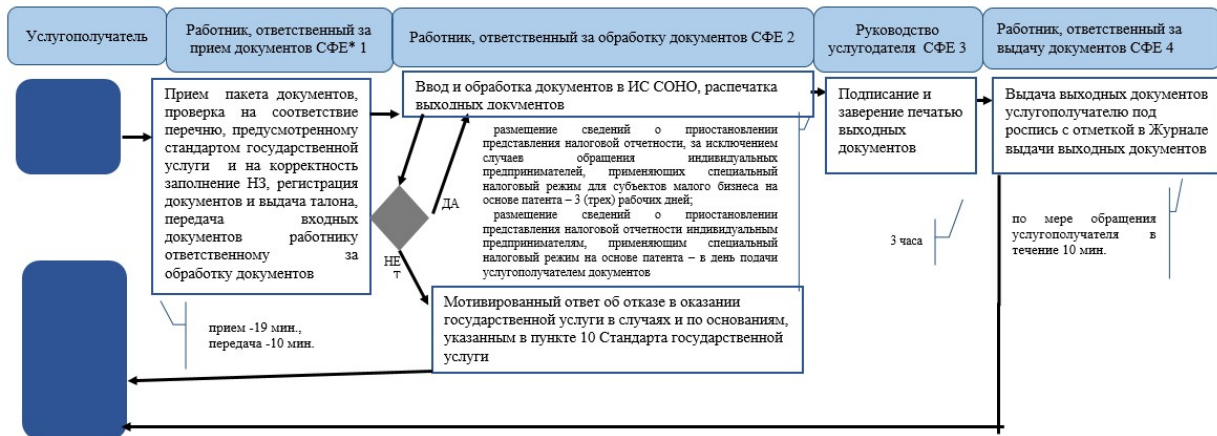 Услугополучатель
Работник, ответственный за
прием документов СФЕ* 1
Работник, ответственный за обработку документов СФЕ 2
Руководство
услугодателя СФЕ 3
Работник, ответственный за
выдачу документов СФЕ 4
Прием пакета документов,
проверка на соответствие
перечню, предусмотренному
стандартом государственной
услуги и на корректность
заполнение НЗ, регистрация
документов и выдача талона,
передача входных
документов работнику
ответственному за
обработку документов
Ввод и обработка документов в ИС СОНО, распечатка
выходных документов
Подписание и
заверение печатью
выходных
документов
Выдача выходных документов
услугополучателю под
роспись с отметкой в Журнале
выдачи выходных документов
размещение сведений о приостановлении
представления налоговой отчетности, за исключением
случаев обращения индивидуальных
предпринимателей, применяющих специальный
налоговый режим для субъектов малого бизнеса на
основе патента – 3 (трех) рабочих дней;
размещение сведений о приостановлении
представления налоговой отчетности индивидуальным
предпринимателям, применяющим специальный
налоговый режим на основе патента – в день подачи
услугополучателем документов
ДА
НЕ
Т
3 часа
по мере обращения
услугополучателя в
течение 10 мин.
Мотивированный ответ об отказе в оказании
государственной услуги в случаях и по основаниям,
указанным в пункте 10 Стандарта государственной
услуги
прием -19 мин.,
передача -10 мин.